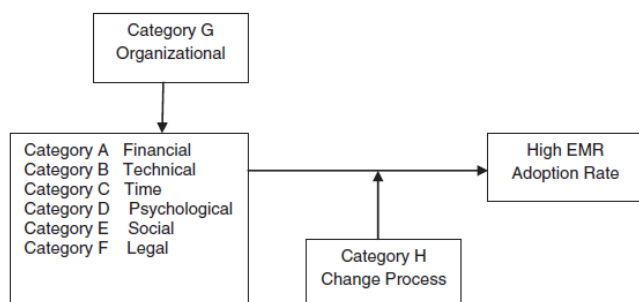 Category G
Organizational
Category A Financial
Category B Technical
Category C Time
Category D Psychological
Category E Social
Category F Legal
High EMR
Adoption Rate
Category H
Change Process